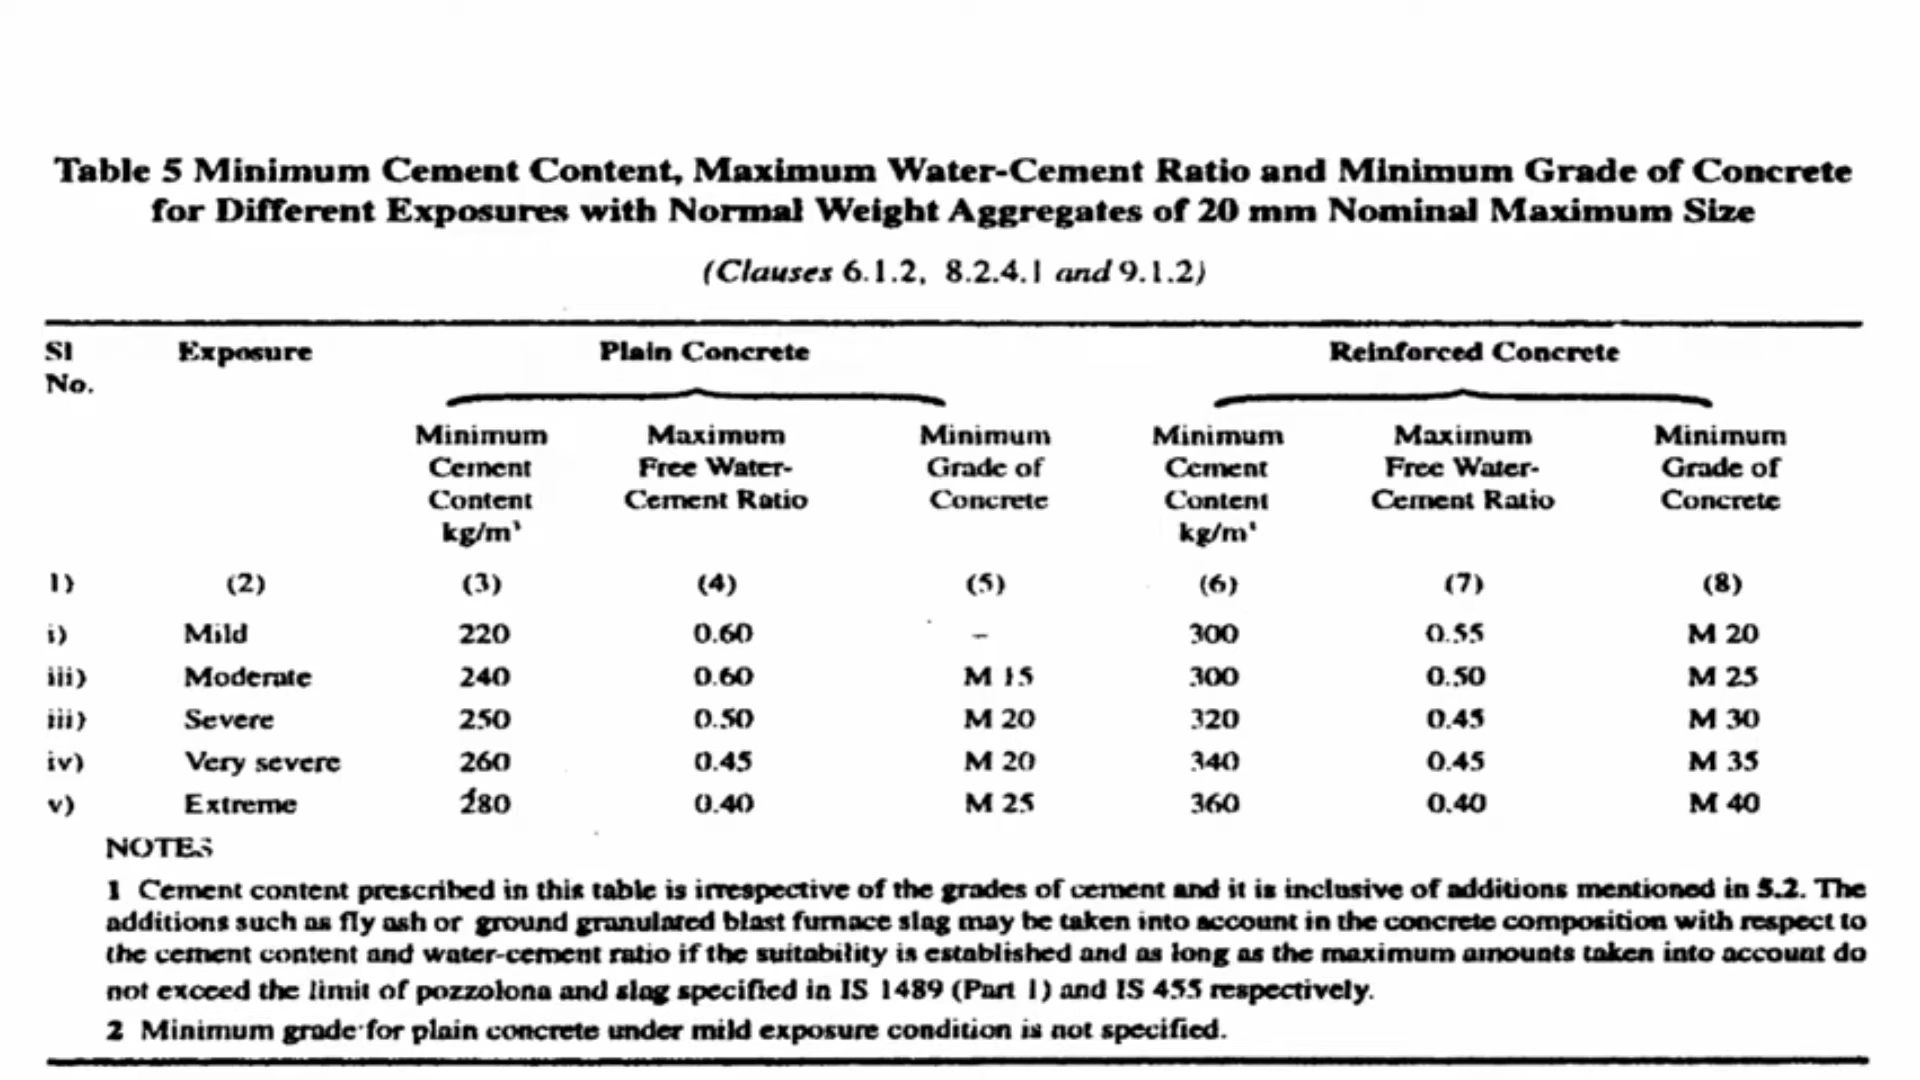 Table 5 Minimum Cement Content, Maximum Water-Cement Ratio and Minimum Grade of Concrete
for Different Exposures with Normal Weight Aggregates of 20 mm Nominal Maximum Size
(Clauses 6.1.2, 8.2.4.1 and 9.1.2)
Sl Exposure Plain Concrete Reinforced Concrete
No.
Minimum Maximum Minimum Minimum Maximum Minimum
Cement Free Water- Grade of Cement Free Water- Grade of
Content Cement Ratio Concrete Content Cement Ratio Concrete
kg/m³ kg/m³
1) (2) (3) (4) (5) (6) (7) (8)
i) Mild 220 0.60 – 300 0.55 M 20
iii) Moderate 240 0.60 M 15 300 0.50 M 25
iii) Severe 250 0.50 M 20 320 0.45 M 30
iv) Very severe 260 0.45 M 20 340 0.45 M 35
v) Extreme 280 0.40 M 25 360 0.40 M 40
NOTES
1 Cement content prescribed in this table is irrespective of the grades of cement and it is inclusive of additions mentioned in 5.2. The
additions such as fly ash or ground granulated blast furnace slag may be taken into account in the concrete composition with respect to
the cement content and water-cement ratio if the suitability is established and as long as the maximum amounts taken into account do
not exceed the limit of pozzolona and slag specified in IS 1489 (Part 1) and IS 455 respectively.
2 Minimum grade for plain concrete under mild exposure condition is not specified.